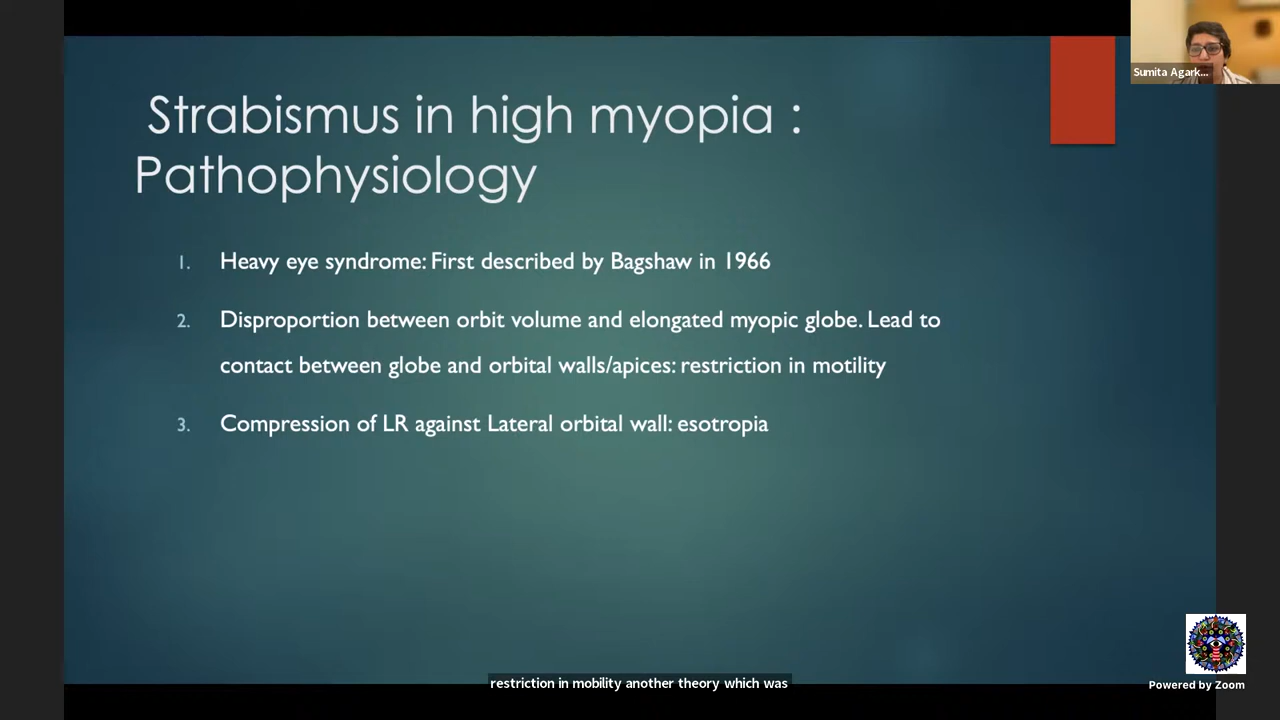 Sumita Agark...
Strabismus in high myopia :
Pathophysiology
1. Heavy eye syndrome: First described by Bagshaw in 1966
2. Disproportion between orbit volume and elongated myopic globe. Lead to
contact between globe and orbital walls/apices: restriction in motility
3. Compression of LR against Lateral orbital wall: esotropia
restriction in mobility another theory which was
Powered by Zoom